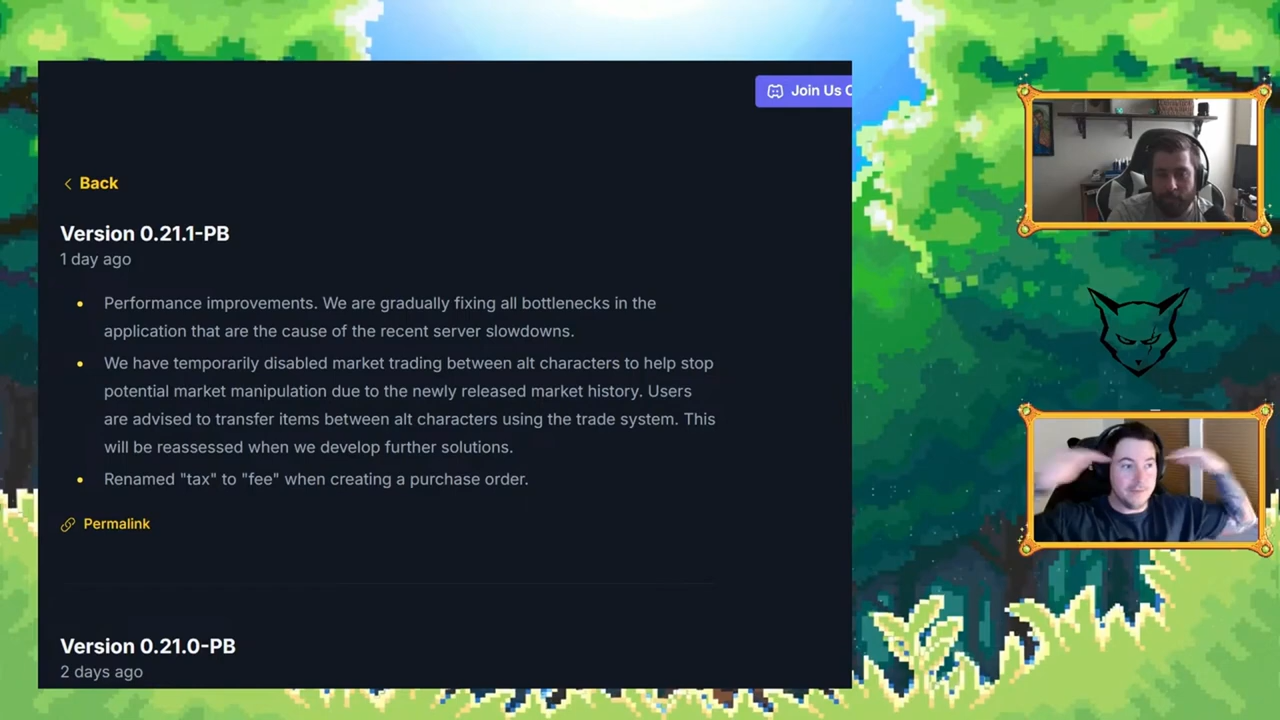 Join Us
Back
Version 0.21.1-PB
1 day ago
Performance improvements. We are gradually fixing all bottlenecks in the
application that are the cause of the recent server slowdowns.
We have temporarily disabled market trading between alt characters to help stop
potential market manipulation due to the newly released market history. Users
are advised to transfer items between alt characters using the trade system. This
will be reassessed when we develop further solutions.
Renamed "tax" to "fee" when creating a purchase order.
Permalink
Version 0.21.0-PB
2 days ago